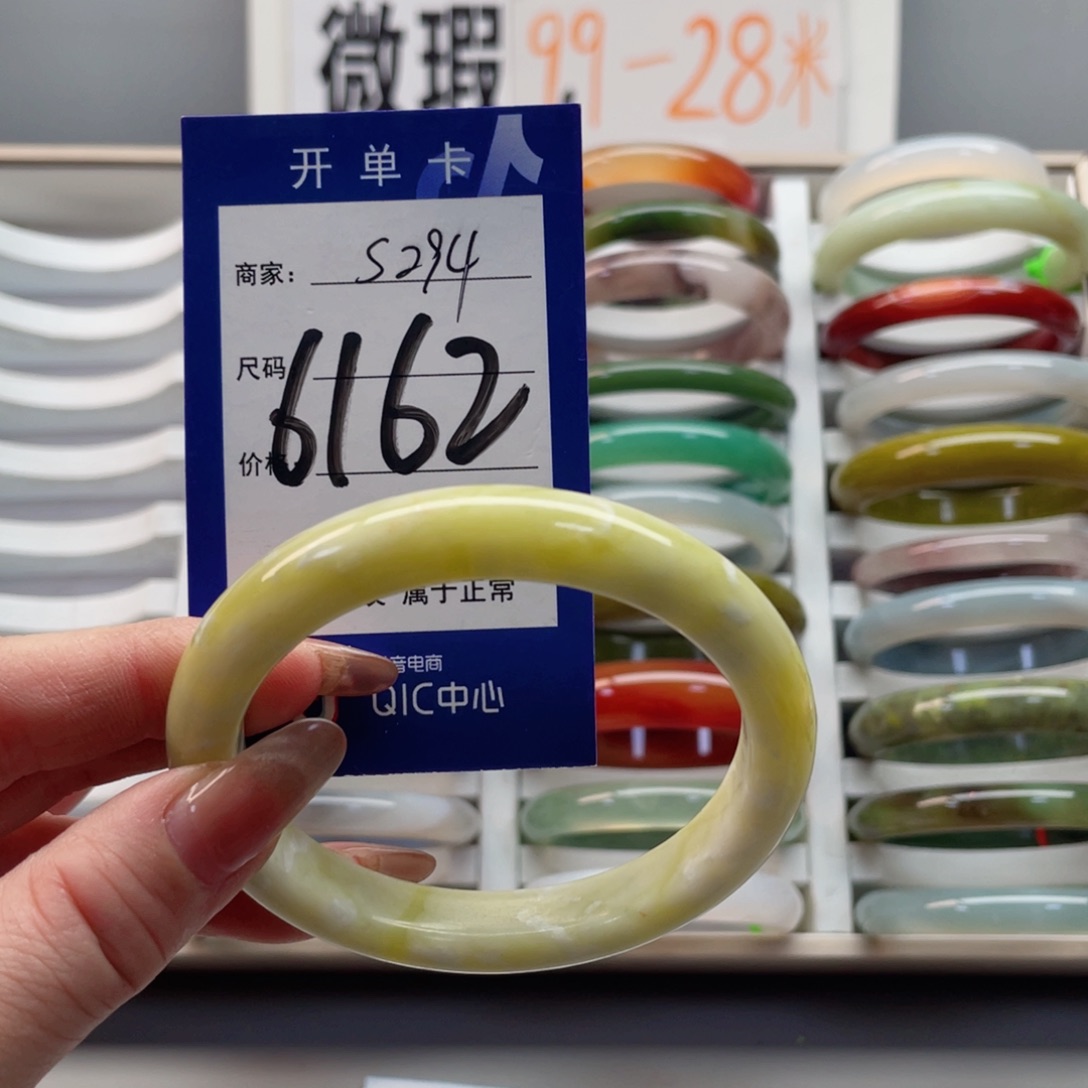 微瑕 99-28米
开单卡
商家: S294
尺码
6162
价格
属于正常
音电商
QIC中心